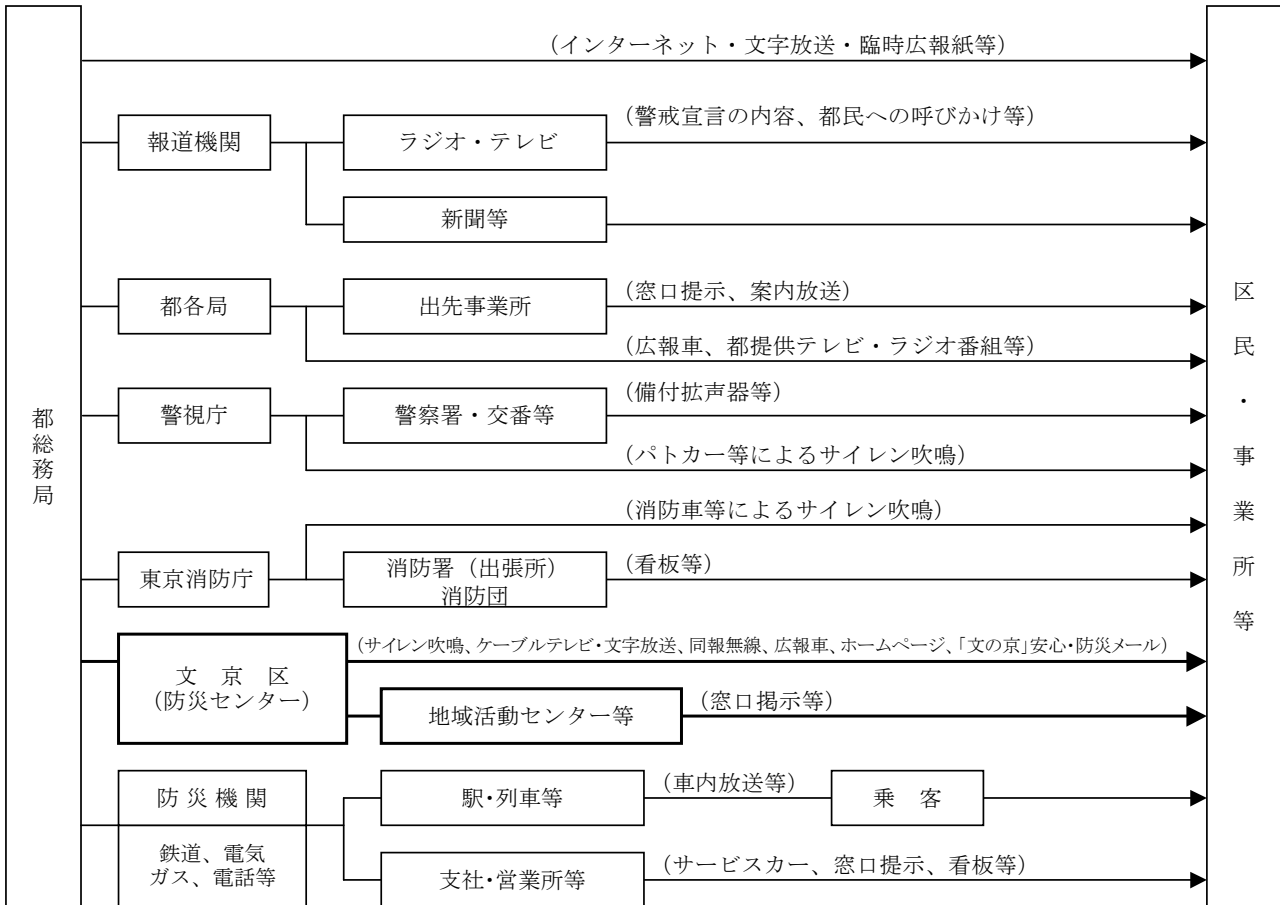 (インターネット・文字放送・臨時広報紙等)
報道機関
ラジオ・テレビ
(警戒宣言の内容、都民への呼びかけ等)
新聞等
都各局
出先事業所
(窓口提示、案内放送)
(広報車、都提供テレビ・ラジオ番組等)
警視庁
警察署・交番等
(備付拡声器等)
(パトカー等によるサイレン吹鳴)
都総務局
(消防車等によるサイレン吹鳴)
東京消防庁
消防署(出張所)
消防団
(看板等)
文京区
(防災センター)
(サイレン吹鳴、ケーブルテレビ・文字放送、同報無線、広報車、ホームページ、「文の京」安心・防災メール)
地域活動センター等
(窓口掲示等)
防災機関
鉄道、電気
ガス、電話等
駅・列車等
(車内放送等)
乗客
支社・営業所等
(サービスカー、窓口提示、看板等)
区民・事業所等